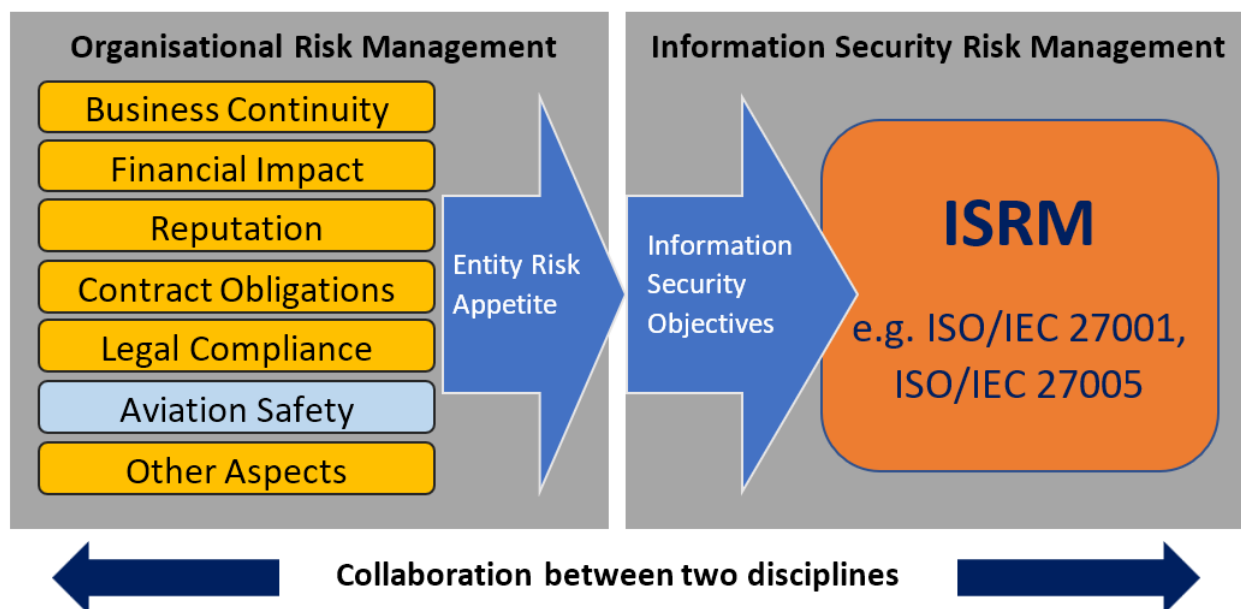 Organisational Risk Management
Business Continuity
Financial Impact
Reputation
Contract Obligations
Legal Compliance
Aviation Safety
Other Aspects
Entity Risk
Appetite
Information Security Risk Management
Information
Security
Objectives
ISRM
e.g. ISO/IEC 27001,
ISO/IEC 27005
Collaboration between two disciplines